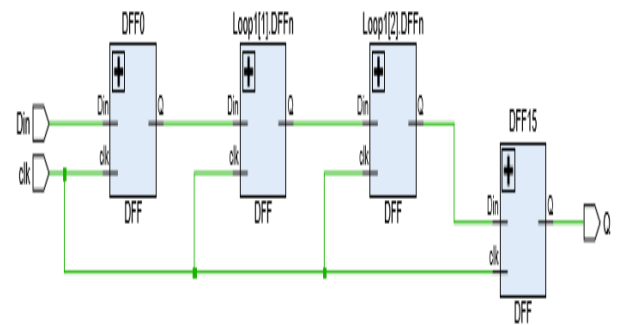 DFF0
Loop1[1].DFFn
Loop1[2].DFFn
DFF15
Din
clk
Din
clk
Q
DFF
Din
clk
Q
DFF
Din
clk
Q
DFF
Din
clk
Q
DFF
Q